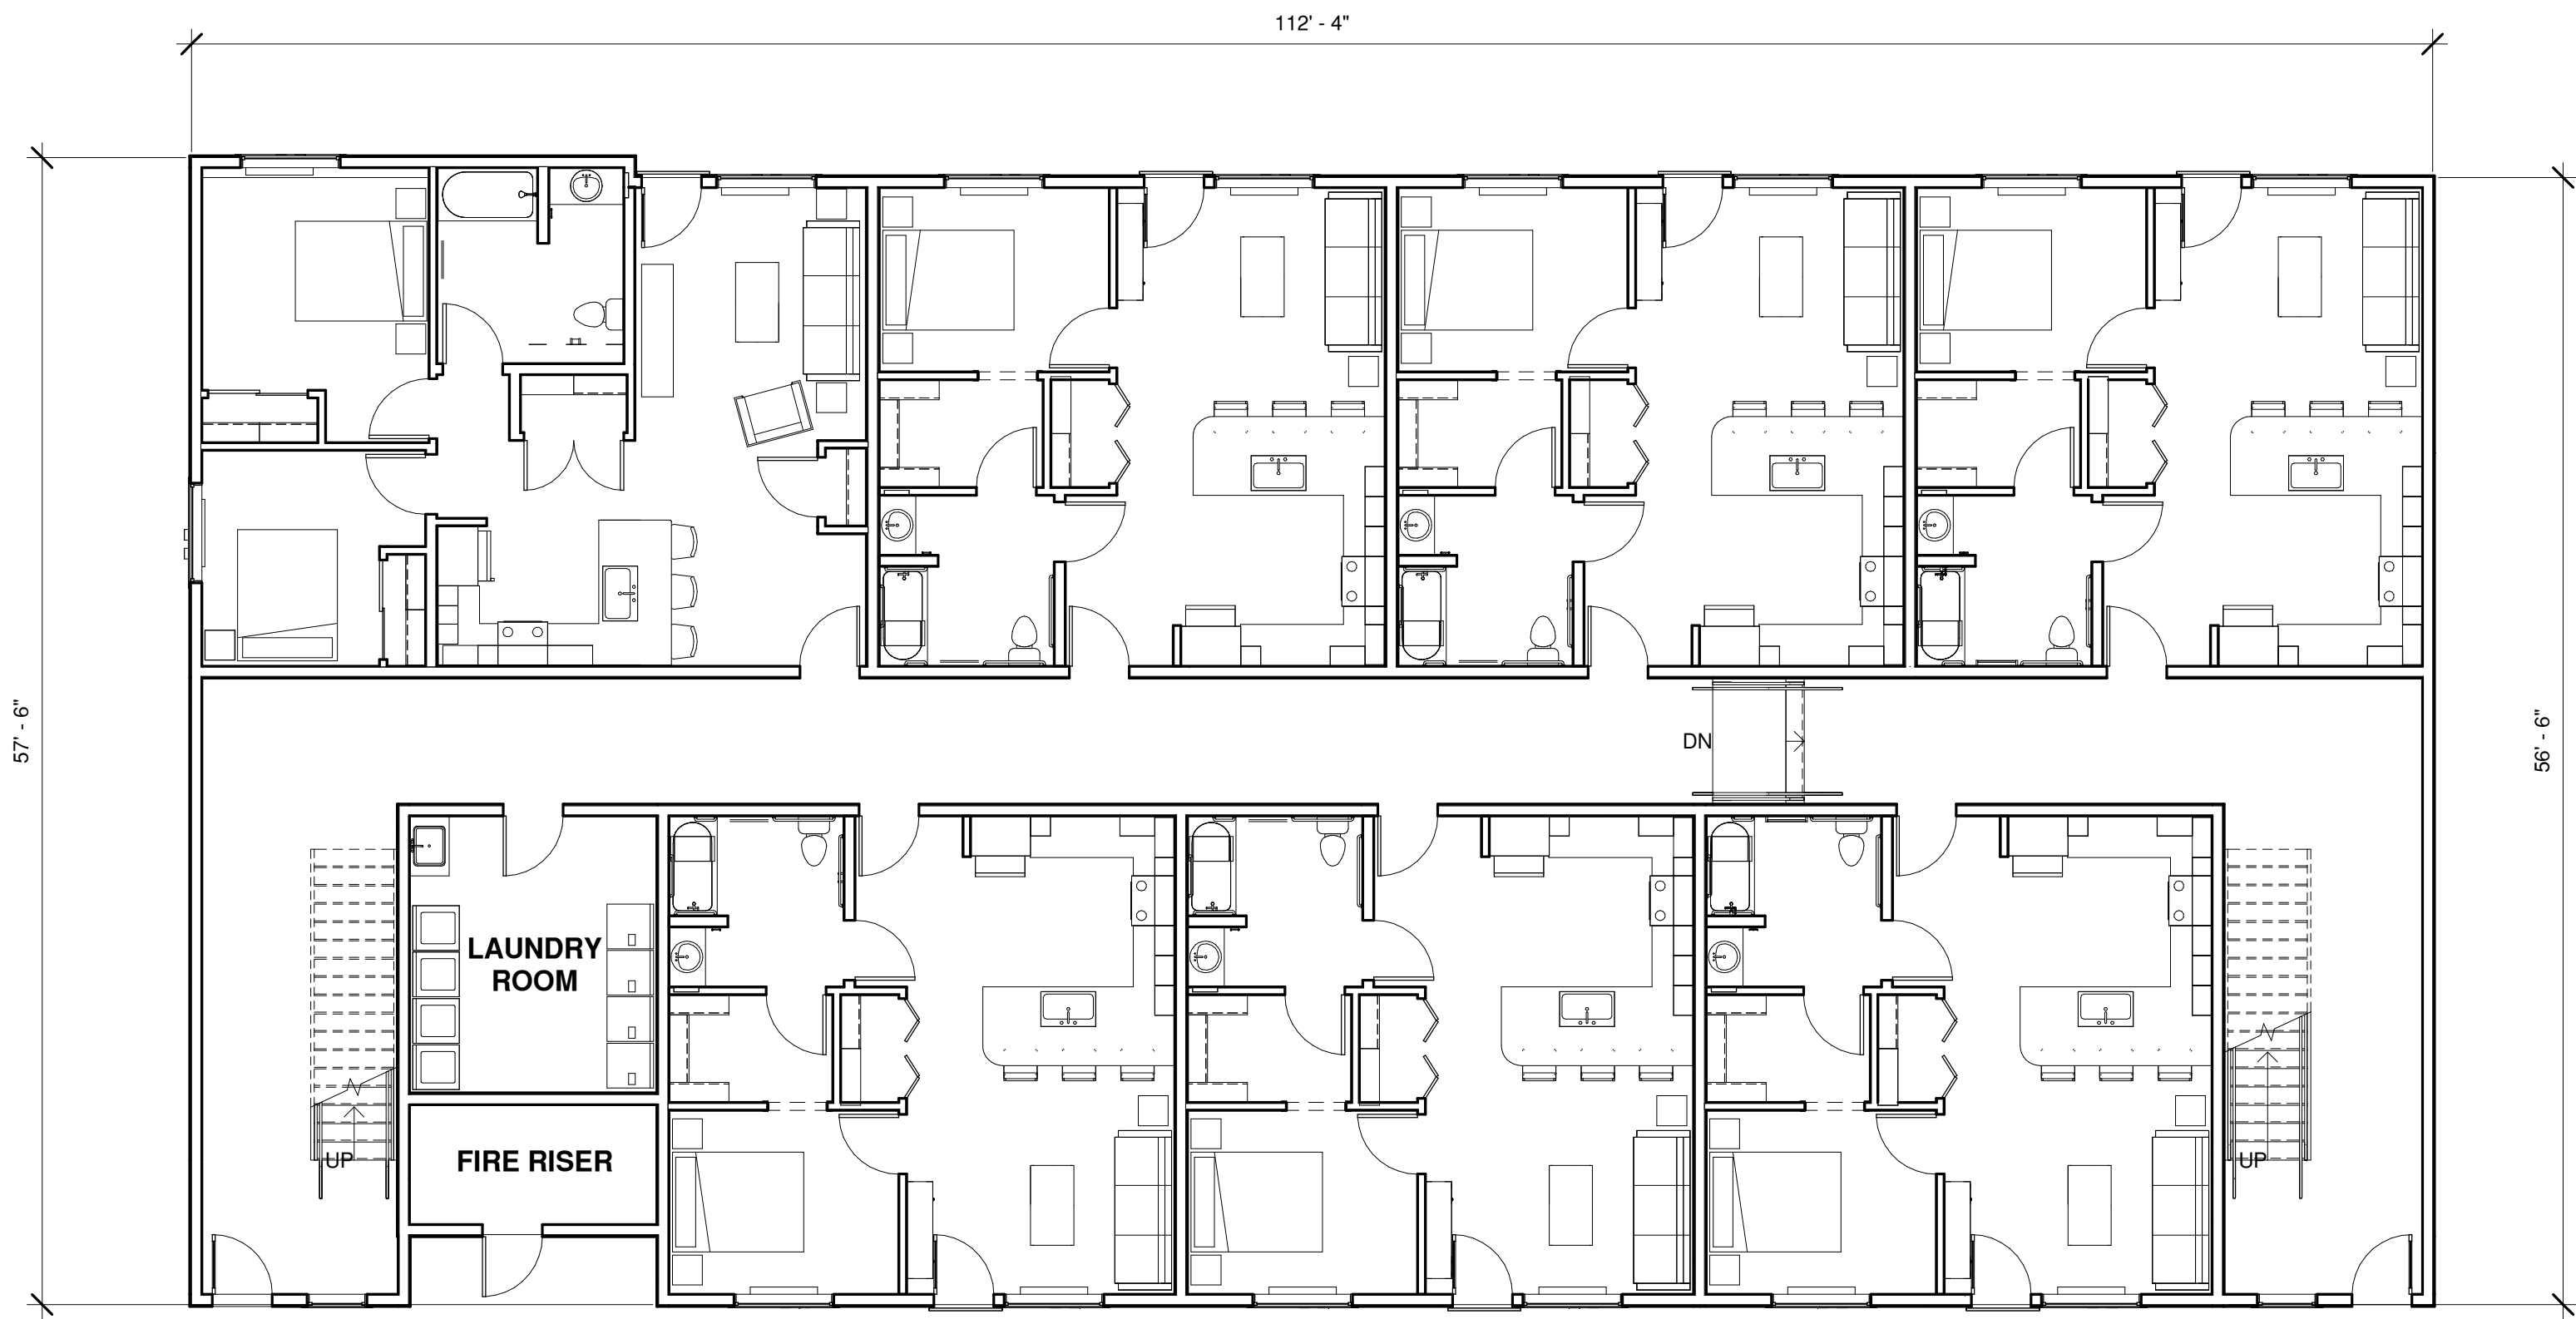 112' - 4"
57' - 6"
56' - 6"
DN
LAUNDRY
ROOM
FIRE RISER
UP
UP